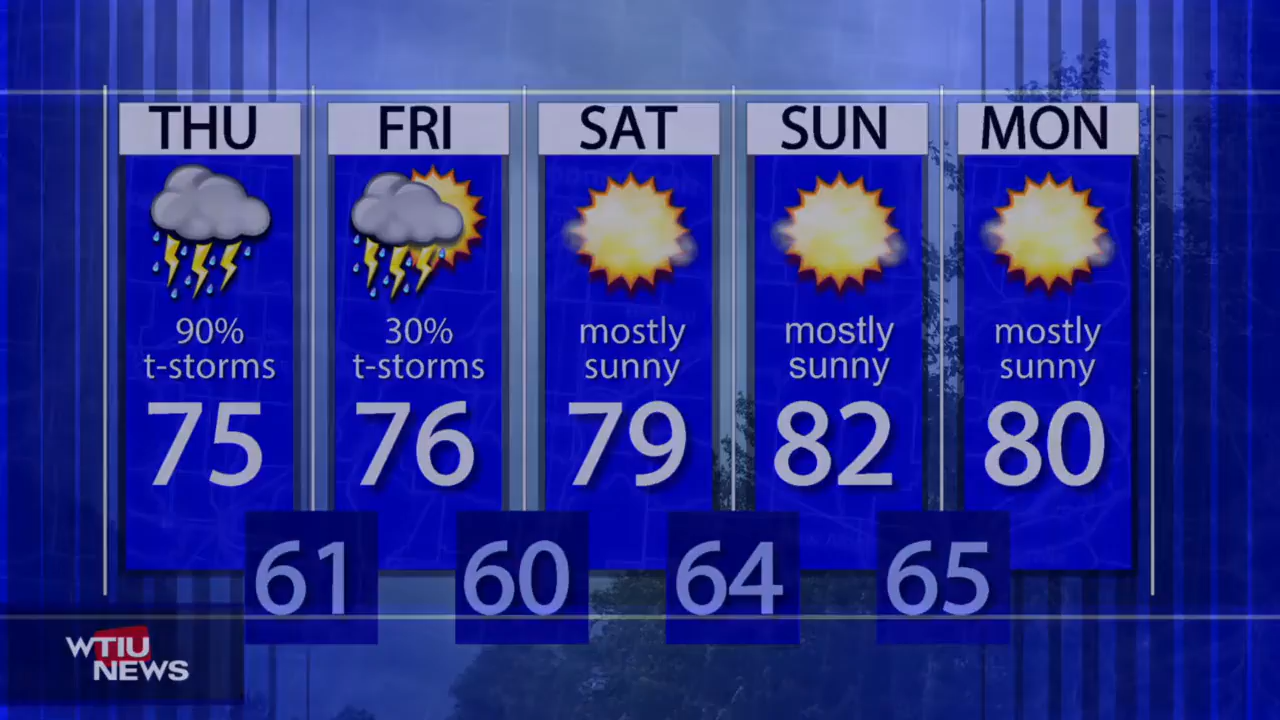 THU FRI SAT SUN MON
90% 30% mostly mostly mostly
t-storms t-storms sunny sunny sunny
75 76 79 82 80
61 60 64 65
WTIU
NEWS